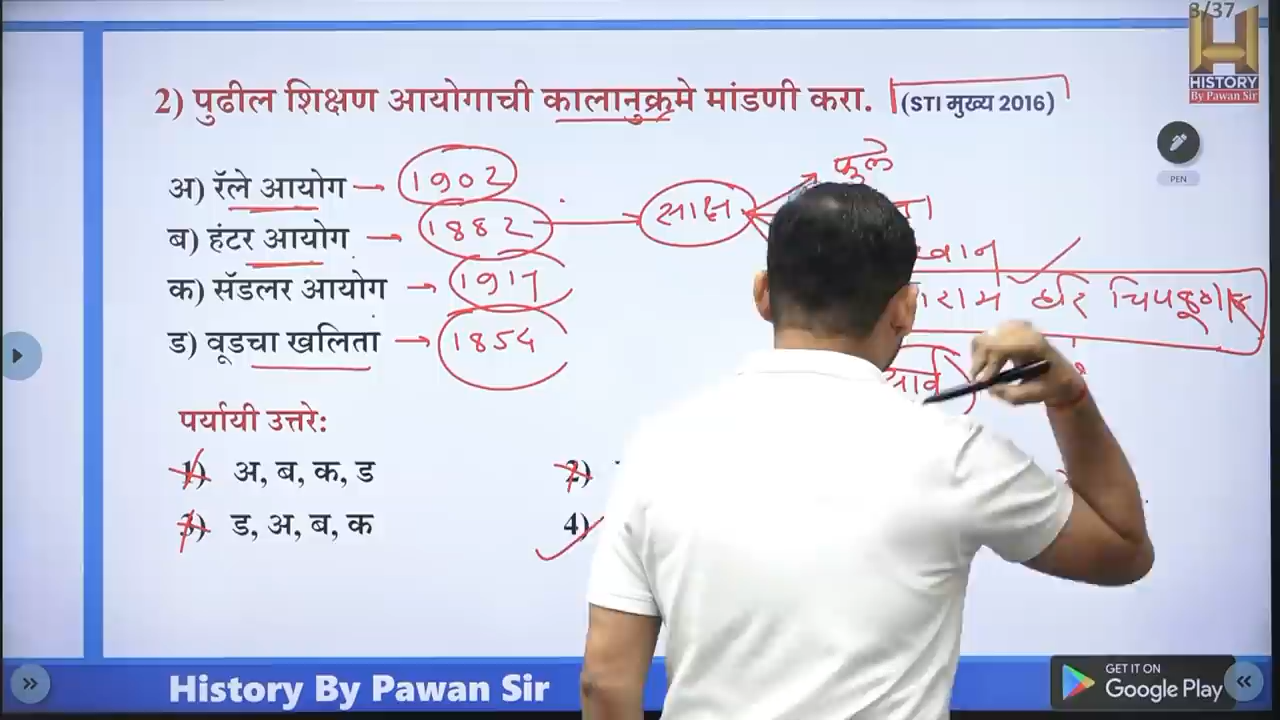 3/37
HISTORY
By Pawan Sir
2) पुढील शिक्षण आयोगाची कालानुक्रमे मांडणी करा. (STI मुख्य 2016)
PEN
फुले
अ) रॅले आयोग → 1902
साक्ष
ब) हंटर आयोग → 1882
क) सॅडलर आयोग → 1917
हरि चिपळूणकर
ड) वूडचा खलिता → 1854
पर्यायी उत्तरे:
1) अ, ब, क, ड
2)
3) ड, अ, ब, क
4)
History By Pawan Sir
GET IT ON
Google Play